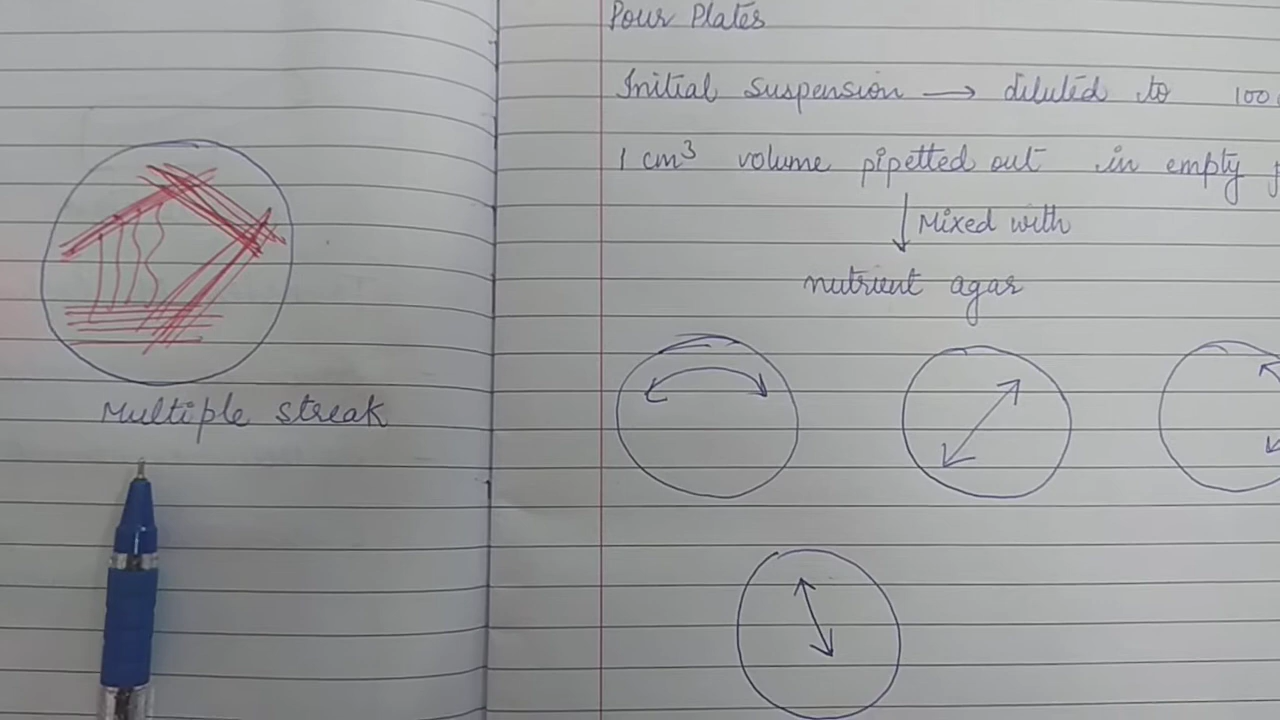 Multiple streak
Pour Plates
Initial suspension → diluted to 100
1 cm³ volume pipetted out in empty
↓ Mixed with
nutrient agar